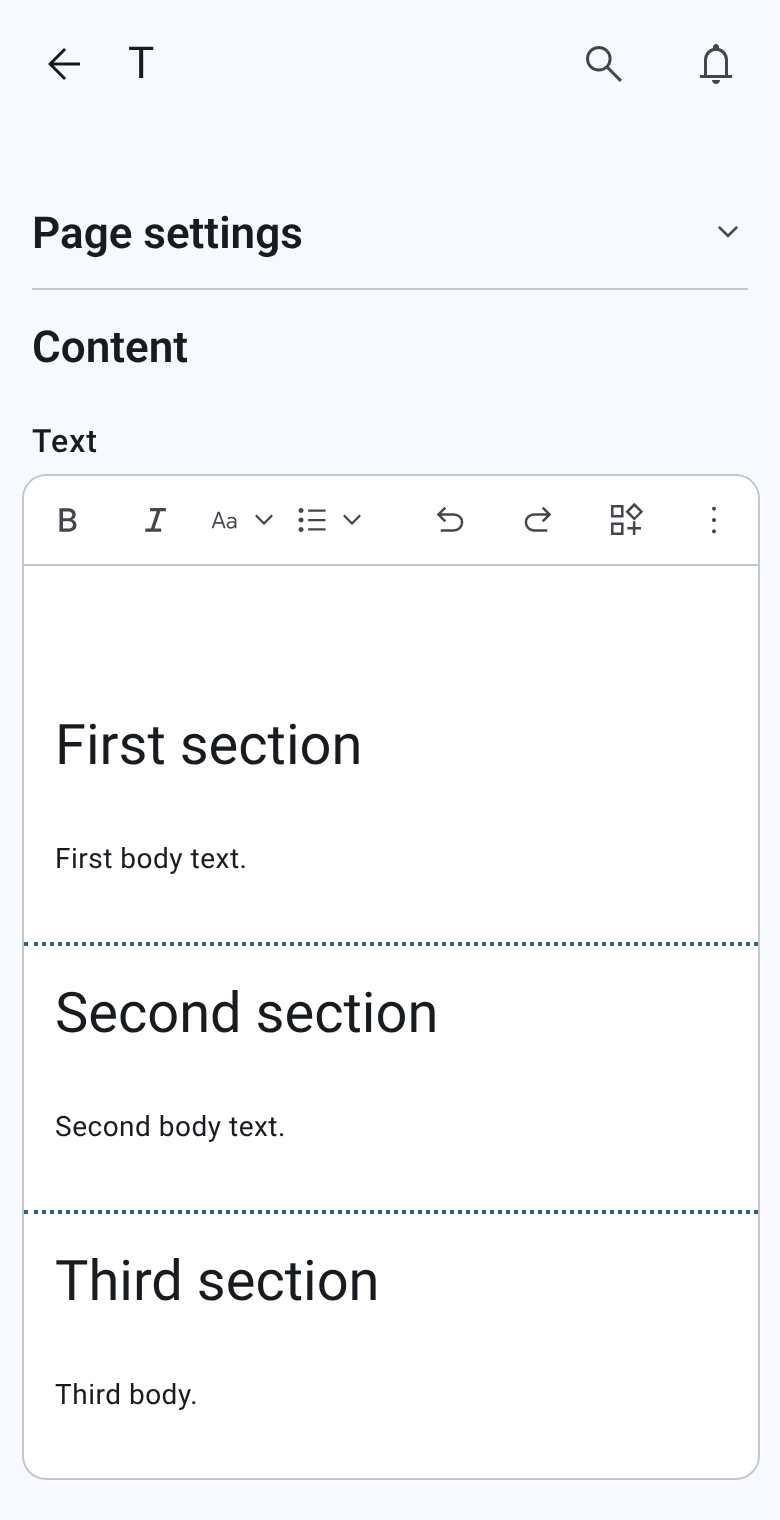 T
Page settings
Content
Text
B I Aa
First section
First body text.
Second section
Second body text.
Third section
Third body.